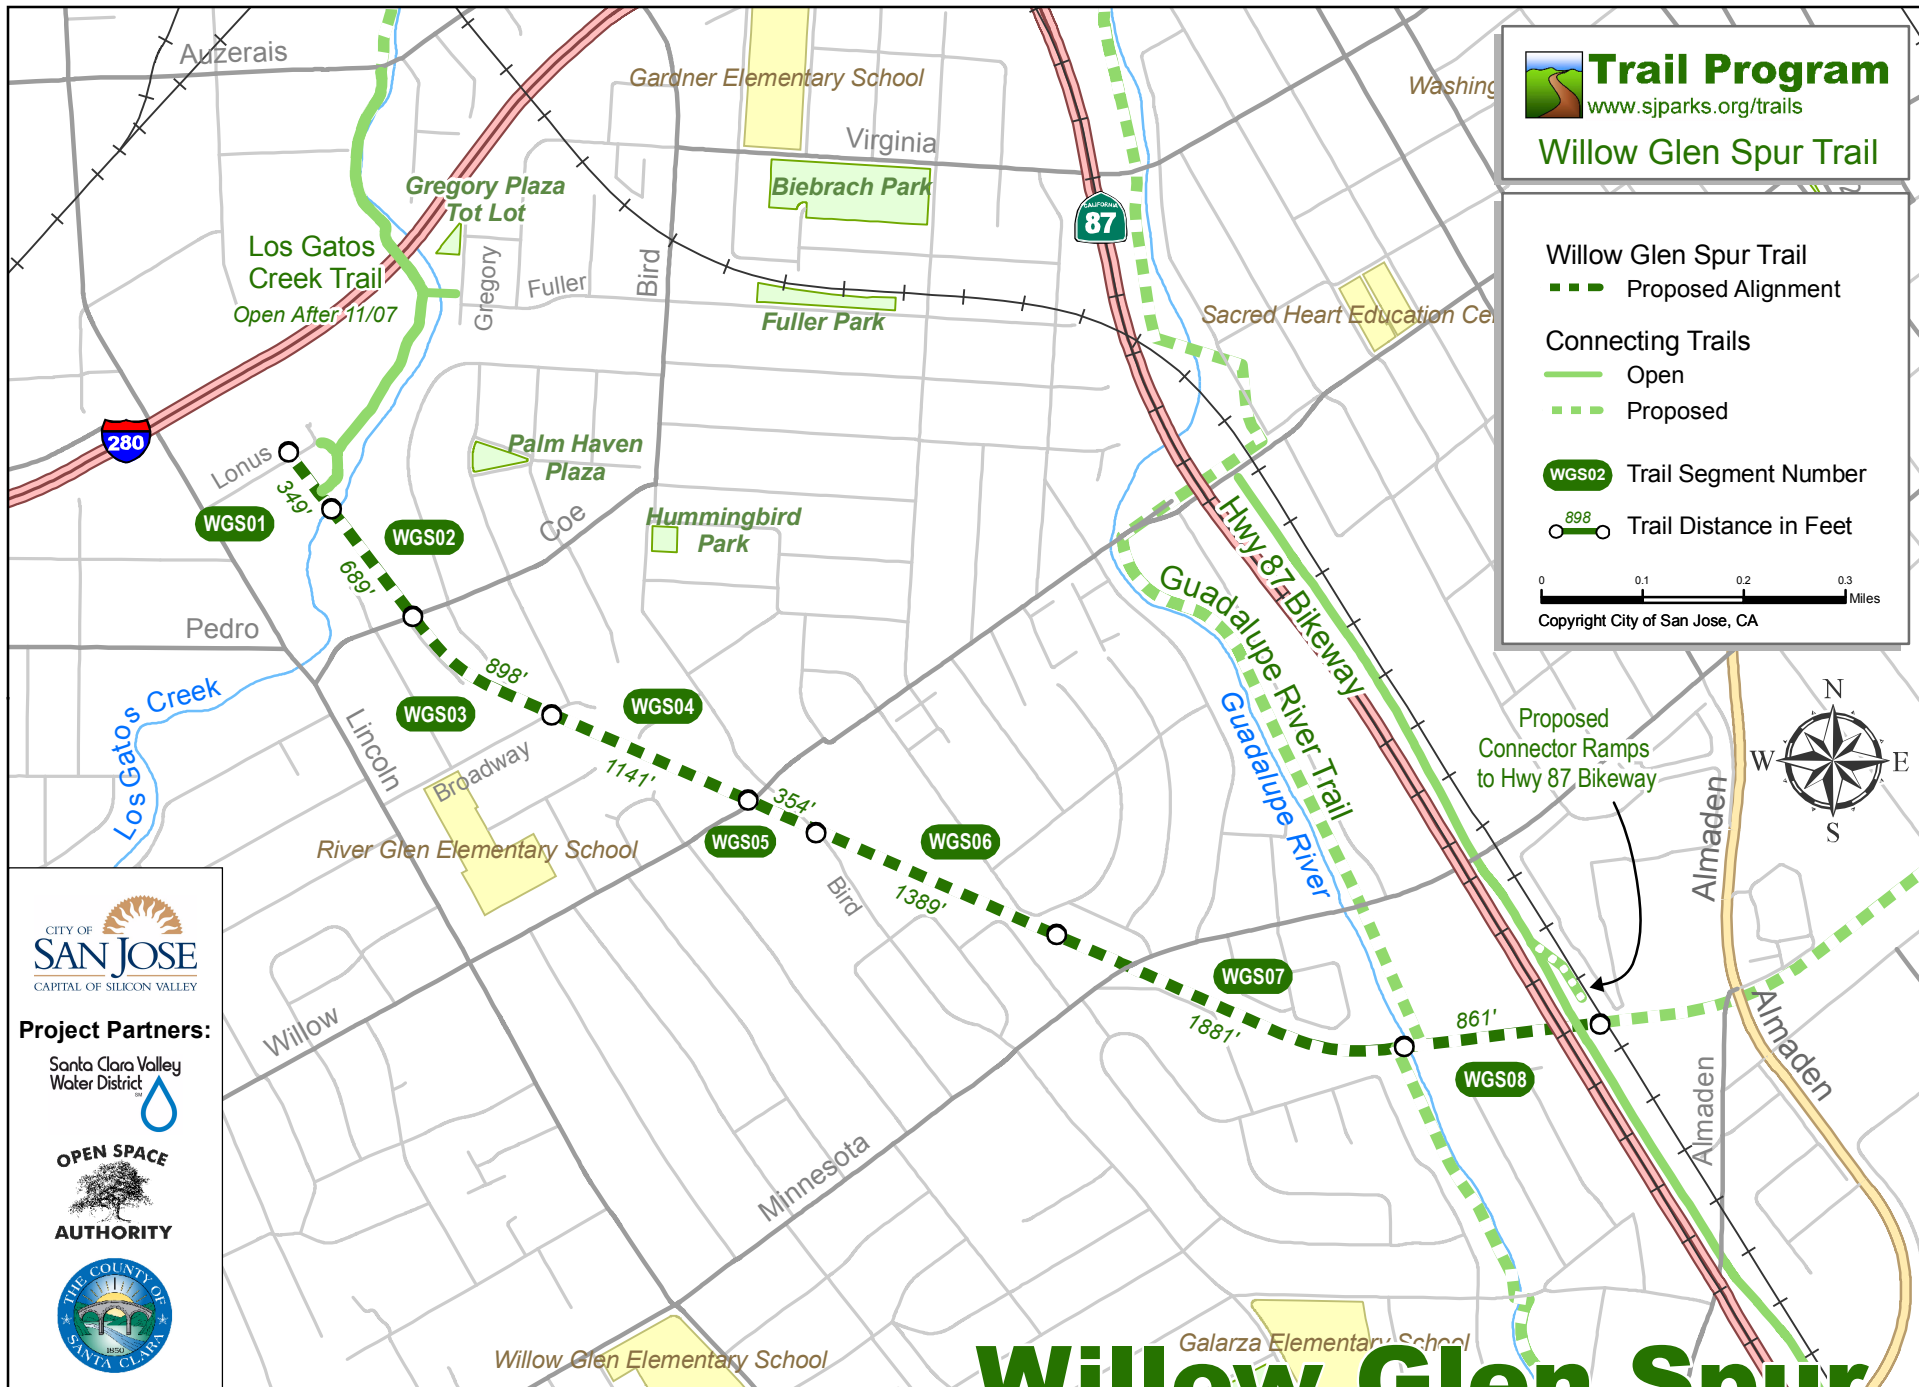 Auzerais
Gardner Elementary School
Washing
Virginia
Gregory Plaza
Tot Lot
Biebrach Park
CALIFORNIA
87
Los Gatos
Creek Trail
Open After 11/07
Gregory
Fuller
Bird
Fuller Park
Sacred Heart Education Ce
280
Lonus
349'
WGS01
Palm Haven
Plaza
WGS02
689'
Coe
Hummingbird
Park
Pedro
Los Gatos Creek
Lincoln
898'
WGS03
WGS04
1141'
Broadway
River Glen Elementary School
354'
WGS05
WGS06
1389'
Bird
Willow
Minnesota
Hwy 87 Bikeway
Guadalupe River Trail
Guadalupe River
WGS07
1881'
861'
WGS08
Proposed
Connector Ramps
to Hwy 87 Bikeway
Almaden
Almaden
Almaden
N
W
E
S
Willow Glen Elementary School
Galarza Elementary School
Willow Glen Spur
Trail Program
www.sjparks.org/trails
Willow Glen Spur Trail
Willow Glen Spur Trail
Proposed Alignment
Connecting Trails
Open
Proposed
WGS02 Trail Segment Number
898 Trail Distance in Feet
0 0.1 0.2 0.3
Miles
Copyright City of San Jose, CA
CITY OF
SAN JOSE
CAPITAL OF SILICON VALLEY
Project Partners:
Santa Clara Valley
Water District
SM
OPEN SPACE
AUTHORITY
THE COUNTY OF
SANTA CLARA
1850